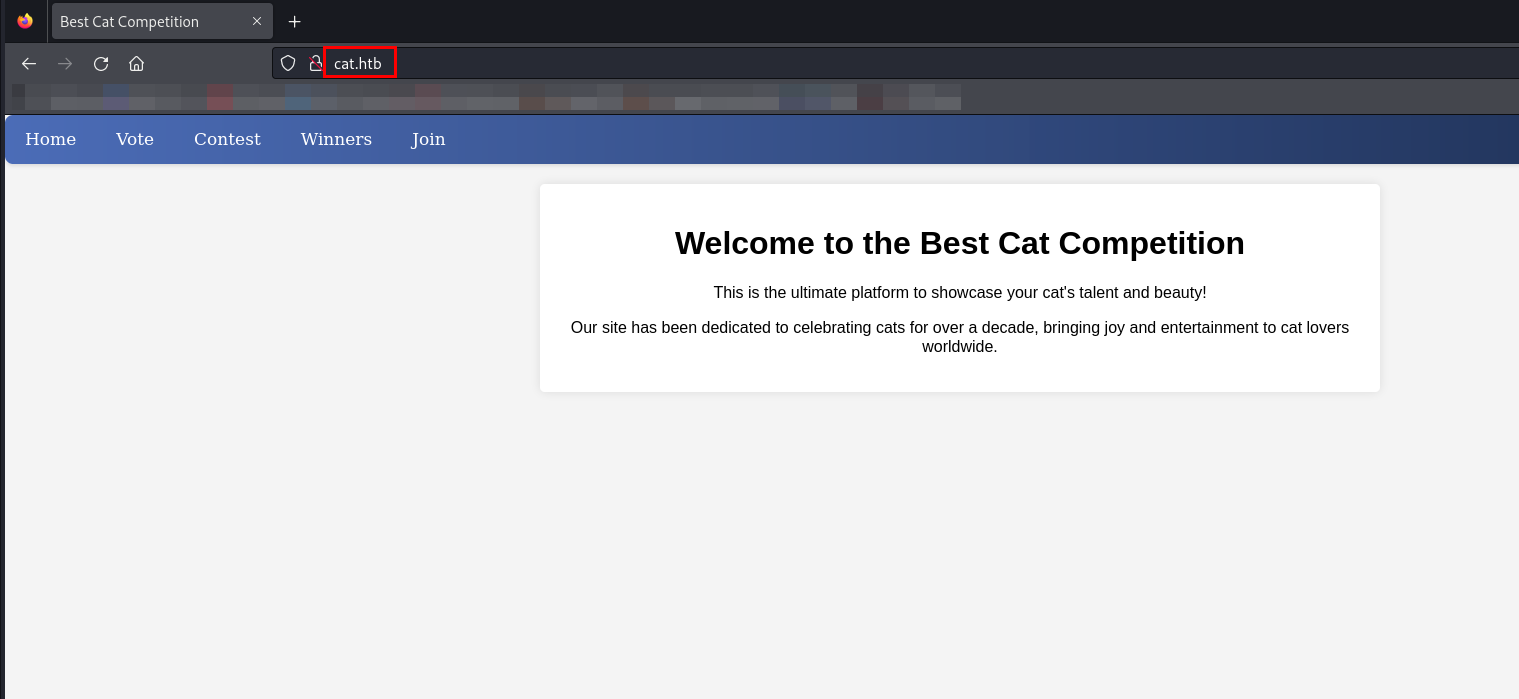 Best Cat Competition
cat.htb
Home Vote Contest Winners Join
Welcome to the Best Cat Competition
This is the ultimate platform to showcase your cat's talent and beauty!
Our site has been dedicated to celebrating cats for over a decade, bringing joy and entertainment to cat lovers
worldwide.